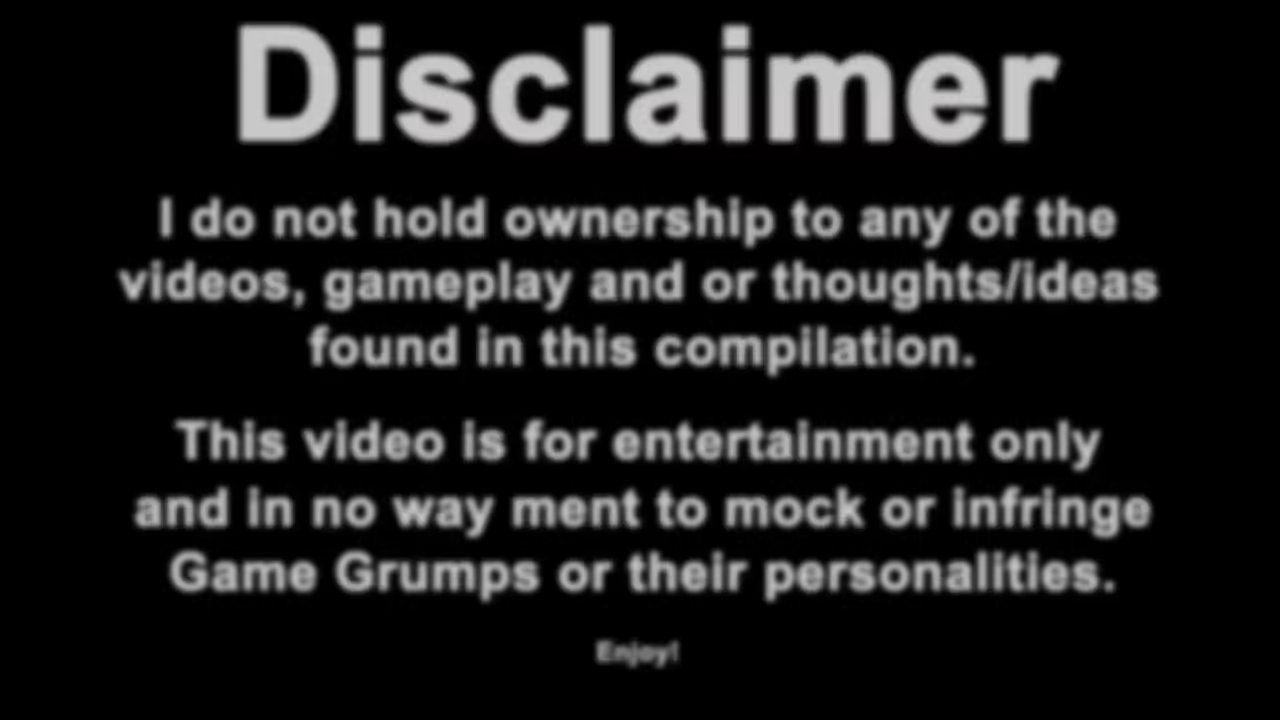 Disclaimer
I do not hold ownership to any of the
videos, gameplay and or thoughts/ideas
found in this compilation.
This video is for entertainment only
and in no way ment to mock or infringe
Game Grumps or their personalities.
Enjoy!